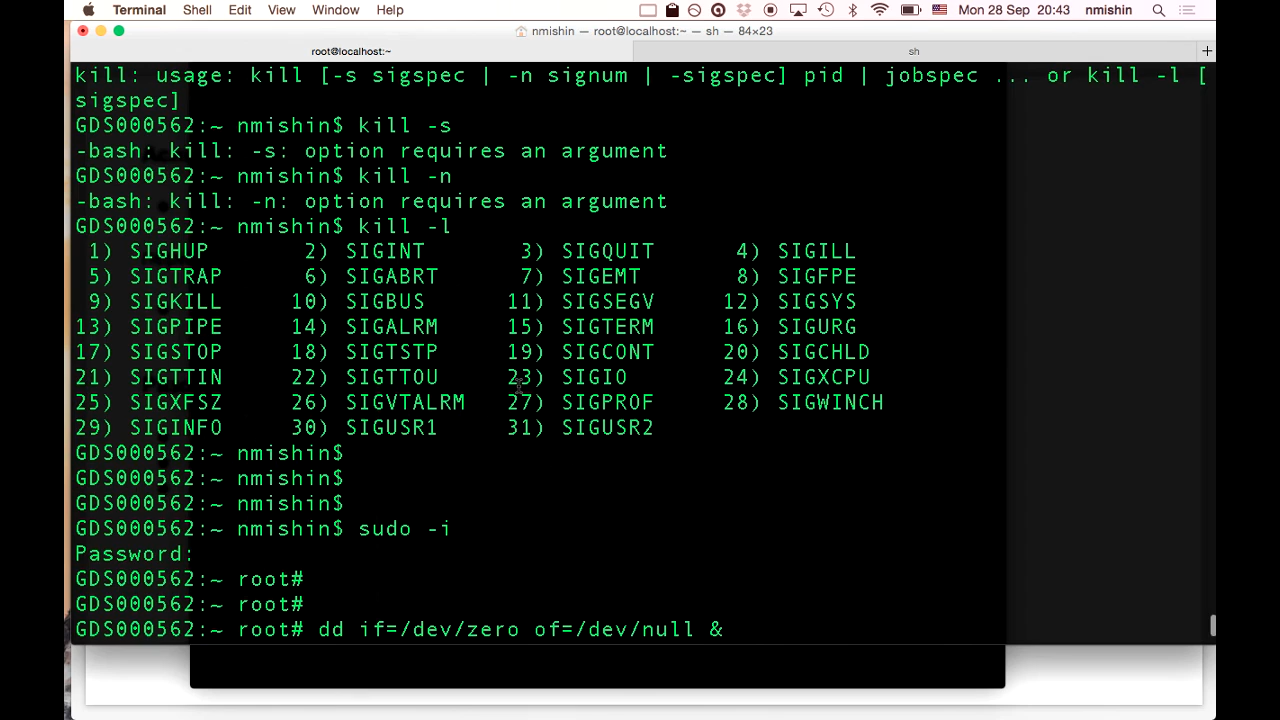 Terminal Shell Edit View Window Help Mon 28 Sep 20:43 nmishin
nmishin — root@localhost:~ — sh — 84×23
root@localhost:~ sh
kill: usage: kill [-s sigspec | -n signum | -sigspec] pid | jobspec ... or kill -l [
sigspec]
GDS000562:~ nmishin$ kill -s
-bash: kill: -s: option requires an argument
GDS000562:~ nmishin$ kill -n
-bash: kill: -n: option requires an argument
GDS000562:~ nmishin$ kill -l
1) SIGHUP 2) SIGINT 3) SIGQUIT 4) SIGILL
5) SIGTRAP 6) SIGABRT 7) SIGEMT 8) SIGFPE
9) SIGKILL 10) SIGBUS 11) SIGSEGV 12) SIGSYS
13) SIGPIPE 14) SIGALRM 15) SIGTERM 16) SIGURG
17) SIGSTOP 18) SIGTSTP 19) SIGCONT 20) SIGCHLD
21) SIGTTIN 22) SIGTTOU 23) SIGIO 24) SIGXCPU
25) SIGXFSZ 26) SIGVTALRM 27) SIGPROF 28) SIGWINCH
29) SIGINFO 30) SIGUSR1 31) SIGUSR2
GDS000562:~ nmishin$
GDS000562:~ nmishin$
GDS000562:~ nmishin$
GDS000562:~ nmishin$ sudo -i
Password:
GDS000562:~ root#
GDS000562:~ root#
GDS000562:~ root# dd if=/dev/zero of=/dev/null &